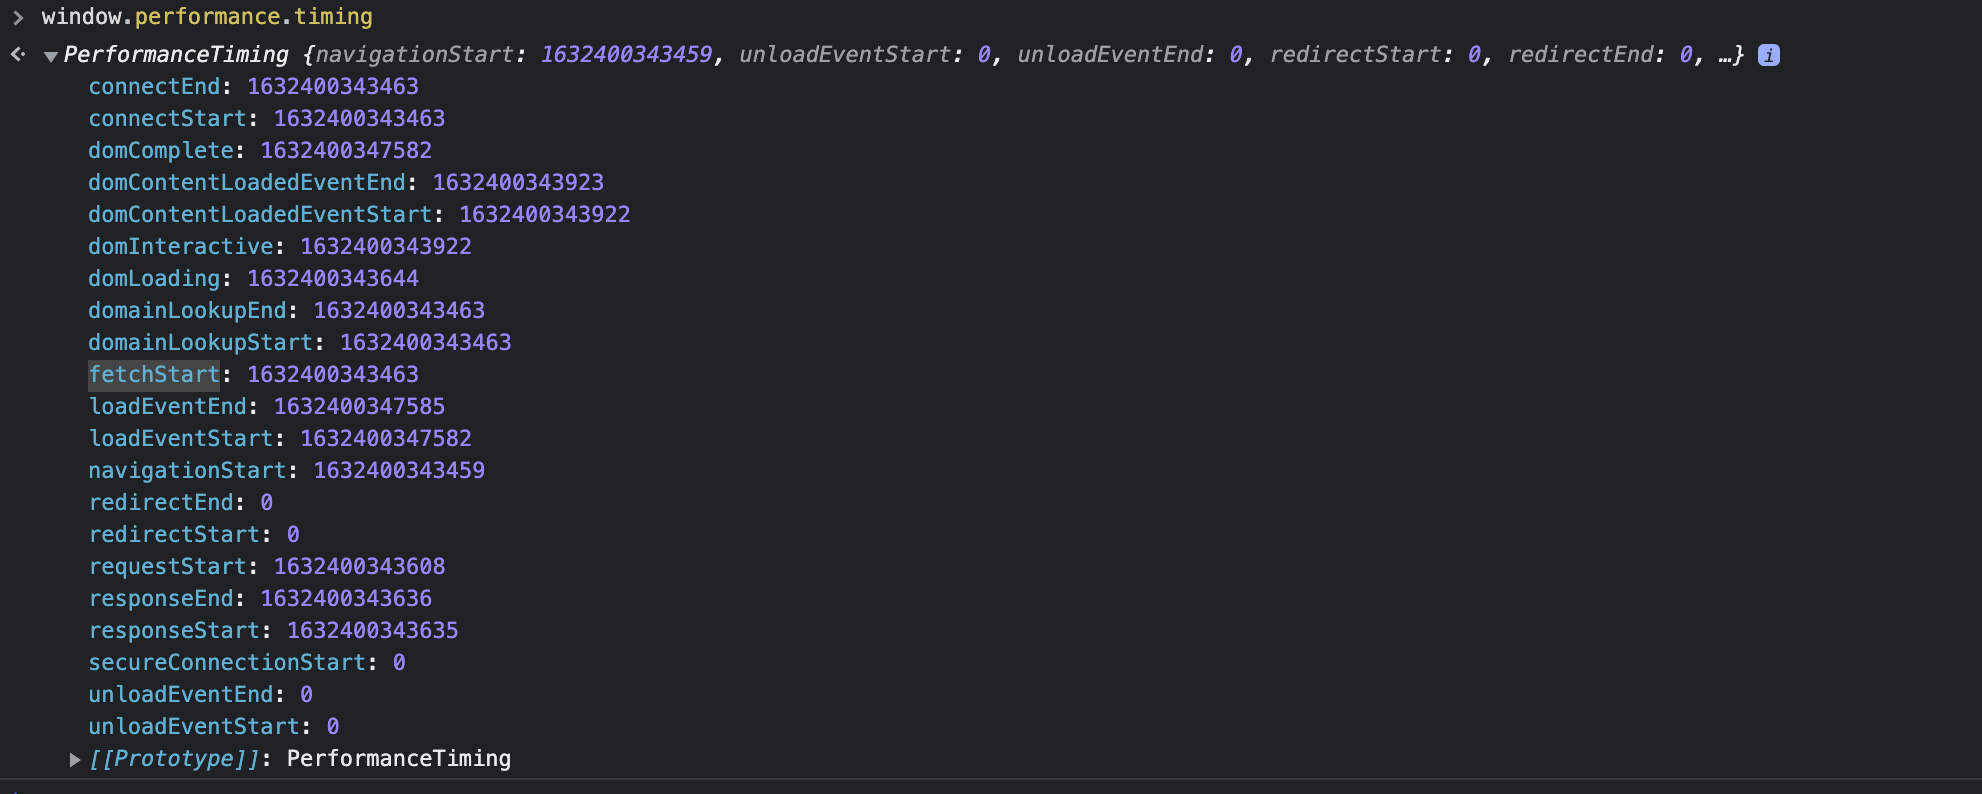 > window.performance.timing
PerformanceTiming {navigationStart: 1632400343459, unloadEventStart: 0, unloadEventEnd: 0, redirectStart: 0, redirectEnd: 0, …} i
connectEnd: 1632400343463
connectStart: 1632400343463
domComplete: 1632400347582
domContentLoadedEventEnd: 1632400343923
domContentLoadedEventStart: 1632400343922
domInteractive: 1632400343922
domLoading: 1632400343644
domainLookupEnd: 1632400343463
domainLookupStart: 1632400343463
fetchStart: 1632400343463
loadEventEnd: 1632400347585
loadEventStart: 1632400347582
navigationStart: 1632400343459
redirectEnd: 0
redirectStart: 0
requestStart: 1632400343608
responseEnd: 1632400343636
responseStart: 1632400343635
secureConnectionStart: 0
unloadEventEnd: 0
unloadEventStart: 0
[[Prototype]]: PerformanceTiming